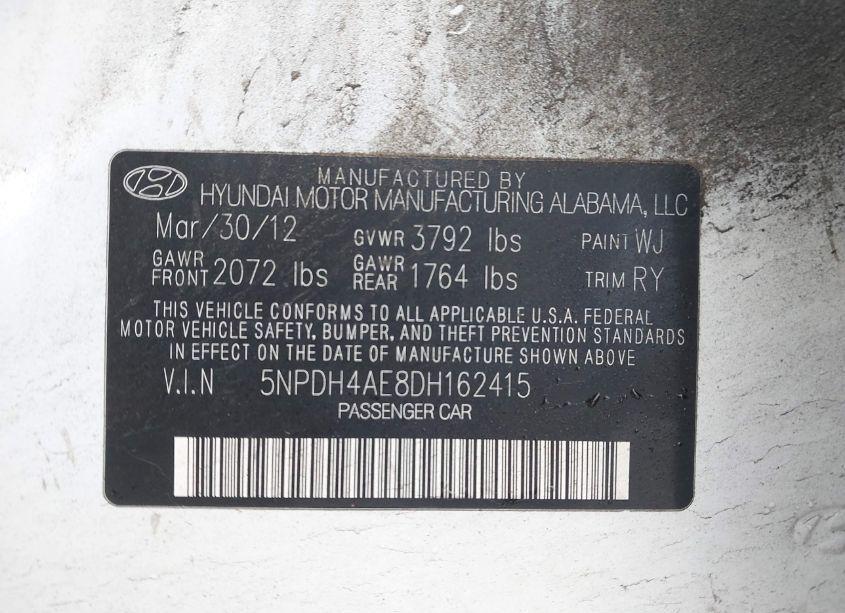 MANUFACTURED BY
HYUNDAI MOTOR MANUFACTURING ALABAMA, LLC
Mar/30/12 GVWR 3792 lbs PAINT WJ
GAWR FRONT 2072 lbs GAWR REAR 1764 lbs TRIM RY
THIS VEHICLE CONFORMS TO ALL APPLICABLE U.S.A. FEDERAL
MOTOR VEHICLE SAFETY, BUMPER, AND THEFT PREVENTION STANDARDS
IN EFFECT ON THE DATE OF MANUFACTURE SHOWN ABOVE
V.I.N 5NPDH4AE8DH162415
PASSENGER CAR